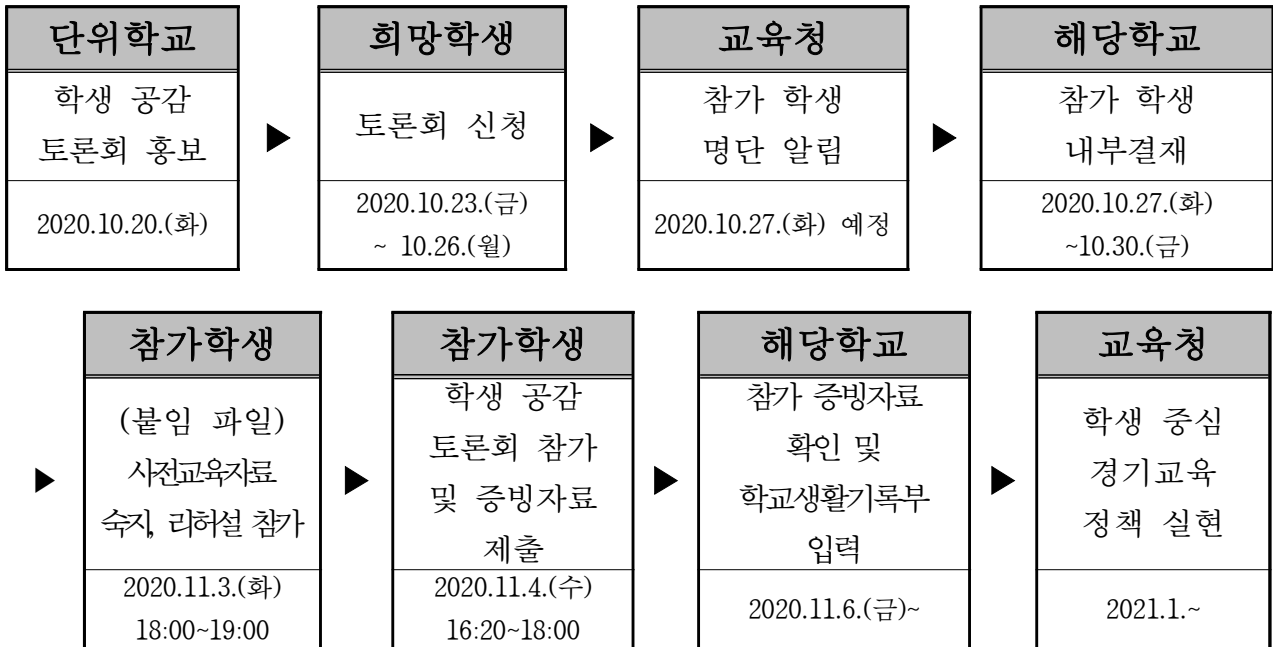 단위학교
학생 공감
토론회 홍보
2020.10.20.(화)
▶
희망학생
토론회 신청
2020.10.23.(금)
~ 10.26.(월)
▶
교육청
참가 학생
명단 알림
2020.10.27.(화) 예정
▶
해당학교
참가 학생
내부결재
2020.10.27.(화)
~10.30.(금)
▶
참가학생
(붙임 파일)
사전교육자료
숙지, 리허설 참가
2020.11.3.(화)
18:00~19:00
▶
참가학생
학생 공감
토론회 참가
및 증빙자료
제출
2020.11.4.(수)
16:20~18:00
▶
해당학교
참가 증빙자료
확인 및
학교생활기록부
입력
2020.11.6.(금)~
▶
교육청
학생 중심
경기교육
정책 실현
2021.1.~